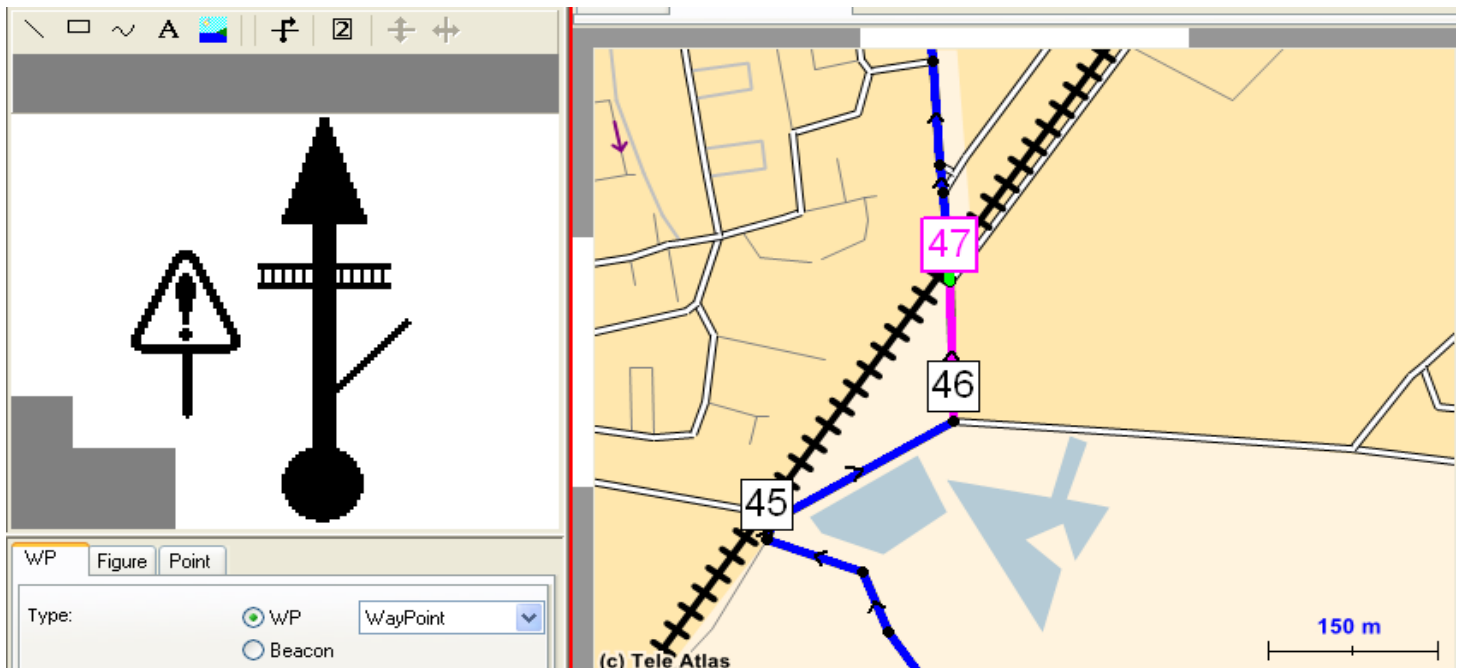 A
2
WP
Figure
Point
Type:
WP
WayPoint
Beacon
47
46
45
150 m
(c) Tele Atlas